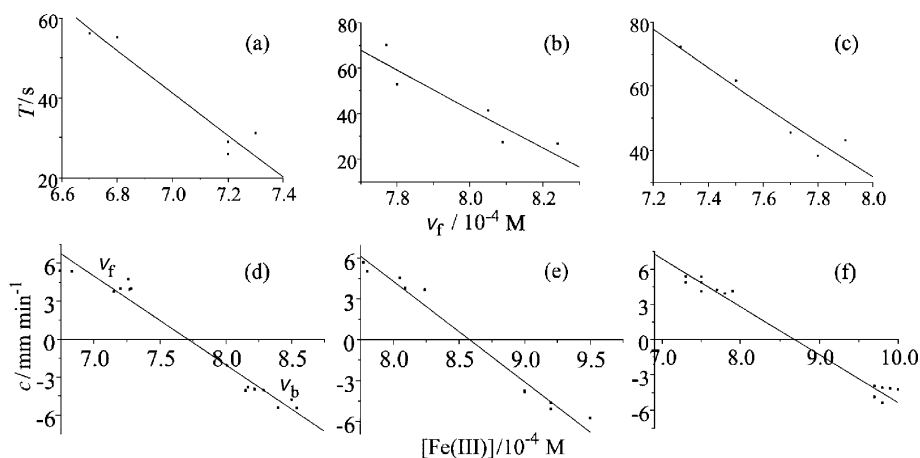 60
40
20
T/s
6.6 6.8 7.0 7.2 7.4
(a)
80
60
40
20
7.8 8.0 8.2
(b)
80
60
40
20
7.2 7.4 7.6 7.8 8.0
(c)
v_f / 10⁻⁴ M
6
3
0
-3
-6
c/mm min⁻¹
v_f
(d)
7.0 7.5 8.0 8.5
v_b
6
3
0
-3
-6
(e)
8.0 8.5 9.0 9.5
6
3
0
-3
-6
(f)
7.0 8.0 9.0 10.0
[Fe(III)]/10⁻⁴ M